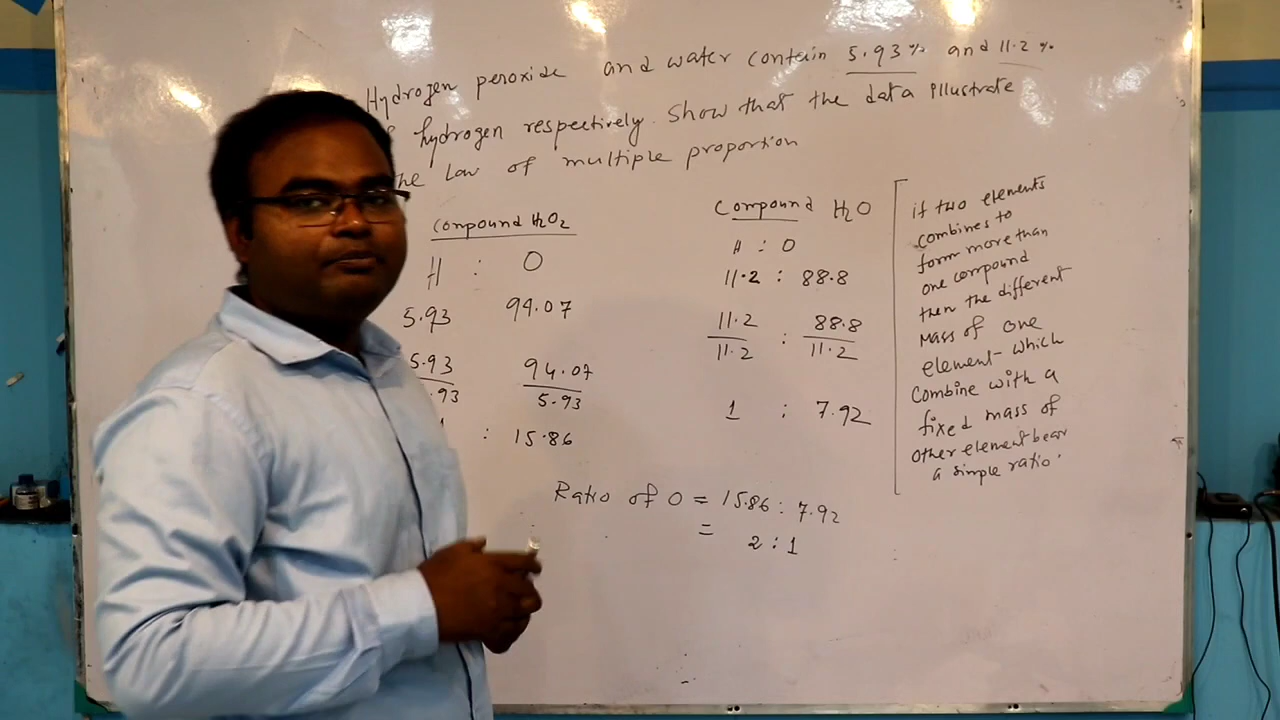 Hydrogen peroxide and water contain 5.93% and 11.2%
hydrogen respectively. Show that the data illustrate
Law of multiple proportion
Compound H₂O₂
H : O
5.93 94.07
5.93 94.07
.93 5.93
: 15.86
Compound H₂O
H : O
11.2 : 88.8
11.2 : 88.8
11.2 11.2
1 : 7.92
Ratio of O = 15.86 : 7.92
= 2 : 1
if two elements
combines to
form more than
one compound
then the different
mass of one
element which
Combine with a
fixed mass of
other element bear
a simple ratio.